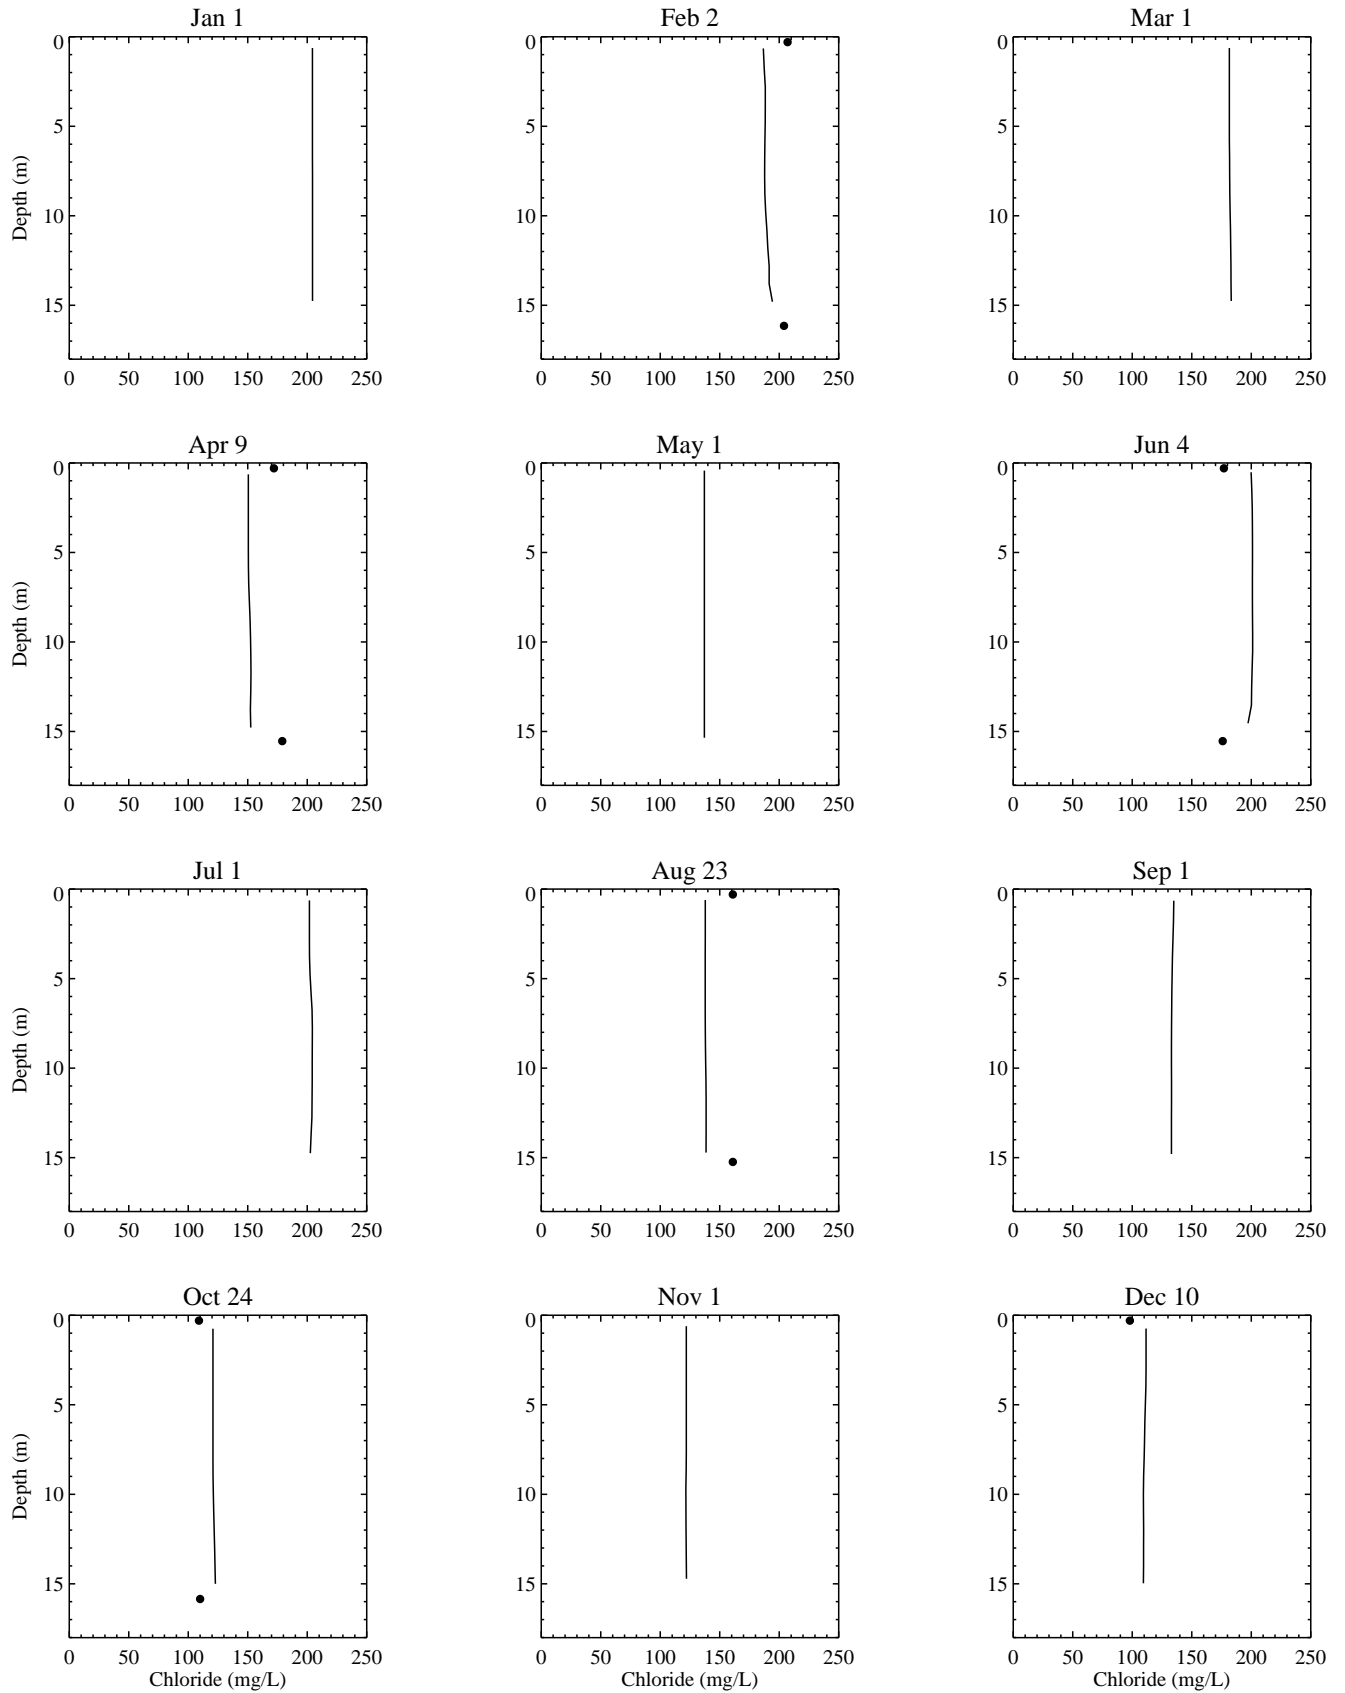 Jan 1 Feb 2 Mar 1
0 0 0
5 5 5
Depth (m)
10 10 10
15 15 15
0 50 100 150 200 250 0 50 100 150 200 250 0 50 100 150 200 250
Apr 9 May 1 Jun 4
0 0 0
5 5 5
Depth (m)
10 10 10
15 15 15
0 50 100 150 200 250 0 50 100 150 200 250 0 50 100 150 200 250
Jul 1 Aug 23 Sep 1
0 0 0
5 5 5
Depth (m)
10 10 10
15 15 15
0 50 100 150 200 250 0 50 100 150 200 250 0 50 100 150 200 250
Oct 24 Nov 1 Dec 10
0 0 0
5 5 5
Depth (m)
10 10 10
15 15 15
0 50 100 150 200 250 0 50 100 150 200 250 0 50 100 150 200 250
Chloride (mg/L) Chloride (mg/L) Chloride (mg/L)